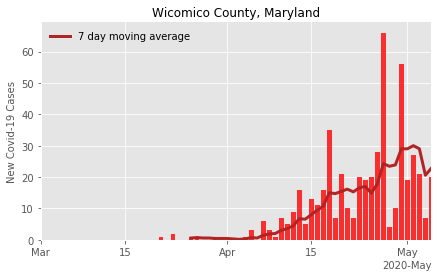 Wicomico County, Maryland
7 day moving average
New Covid-19 Cases
60
50
40
30
20
10
0
Mar
15
Apr
15
May
2020-May